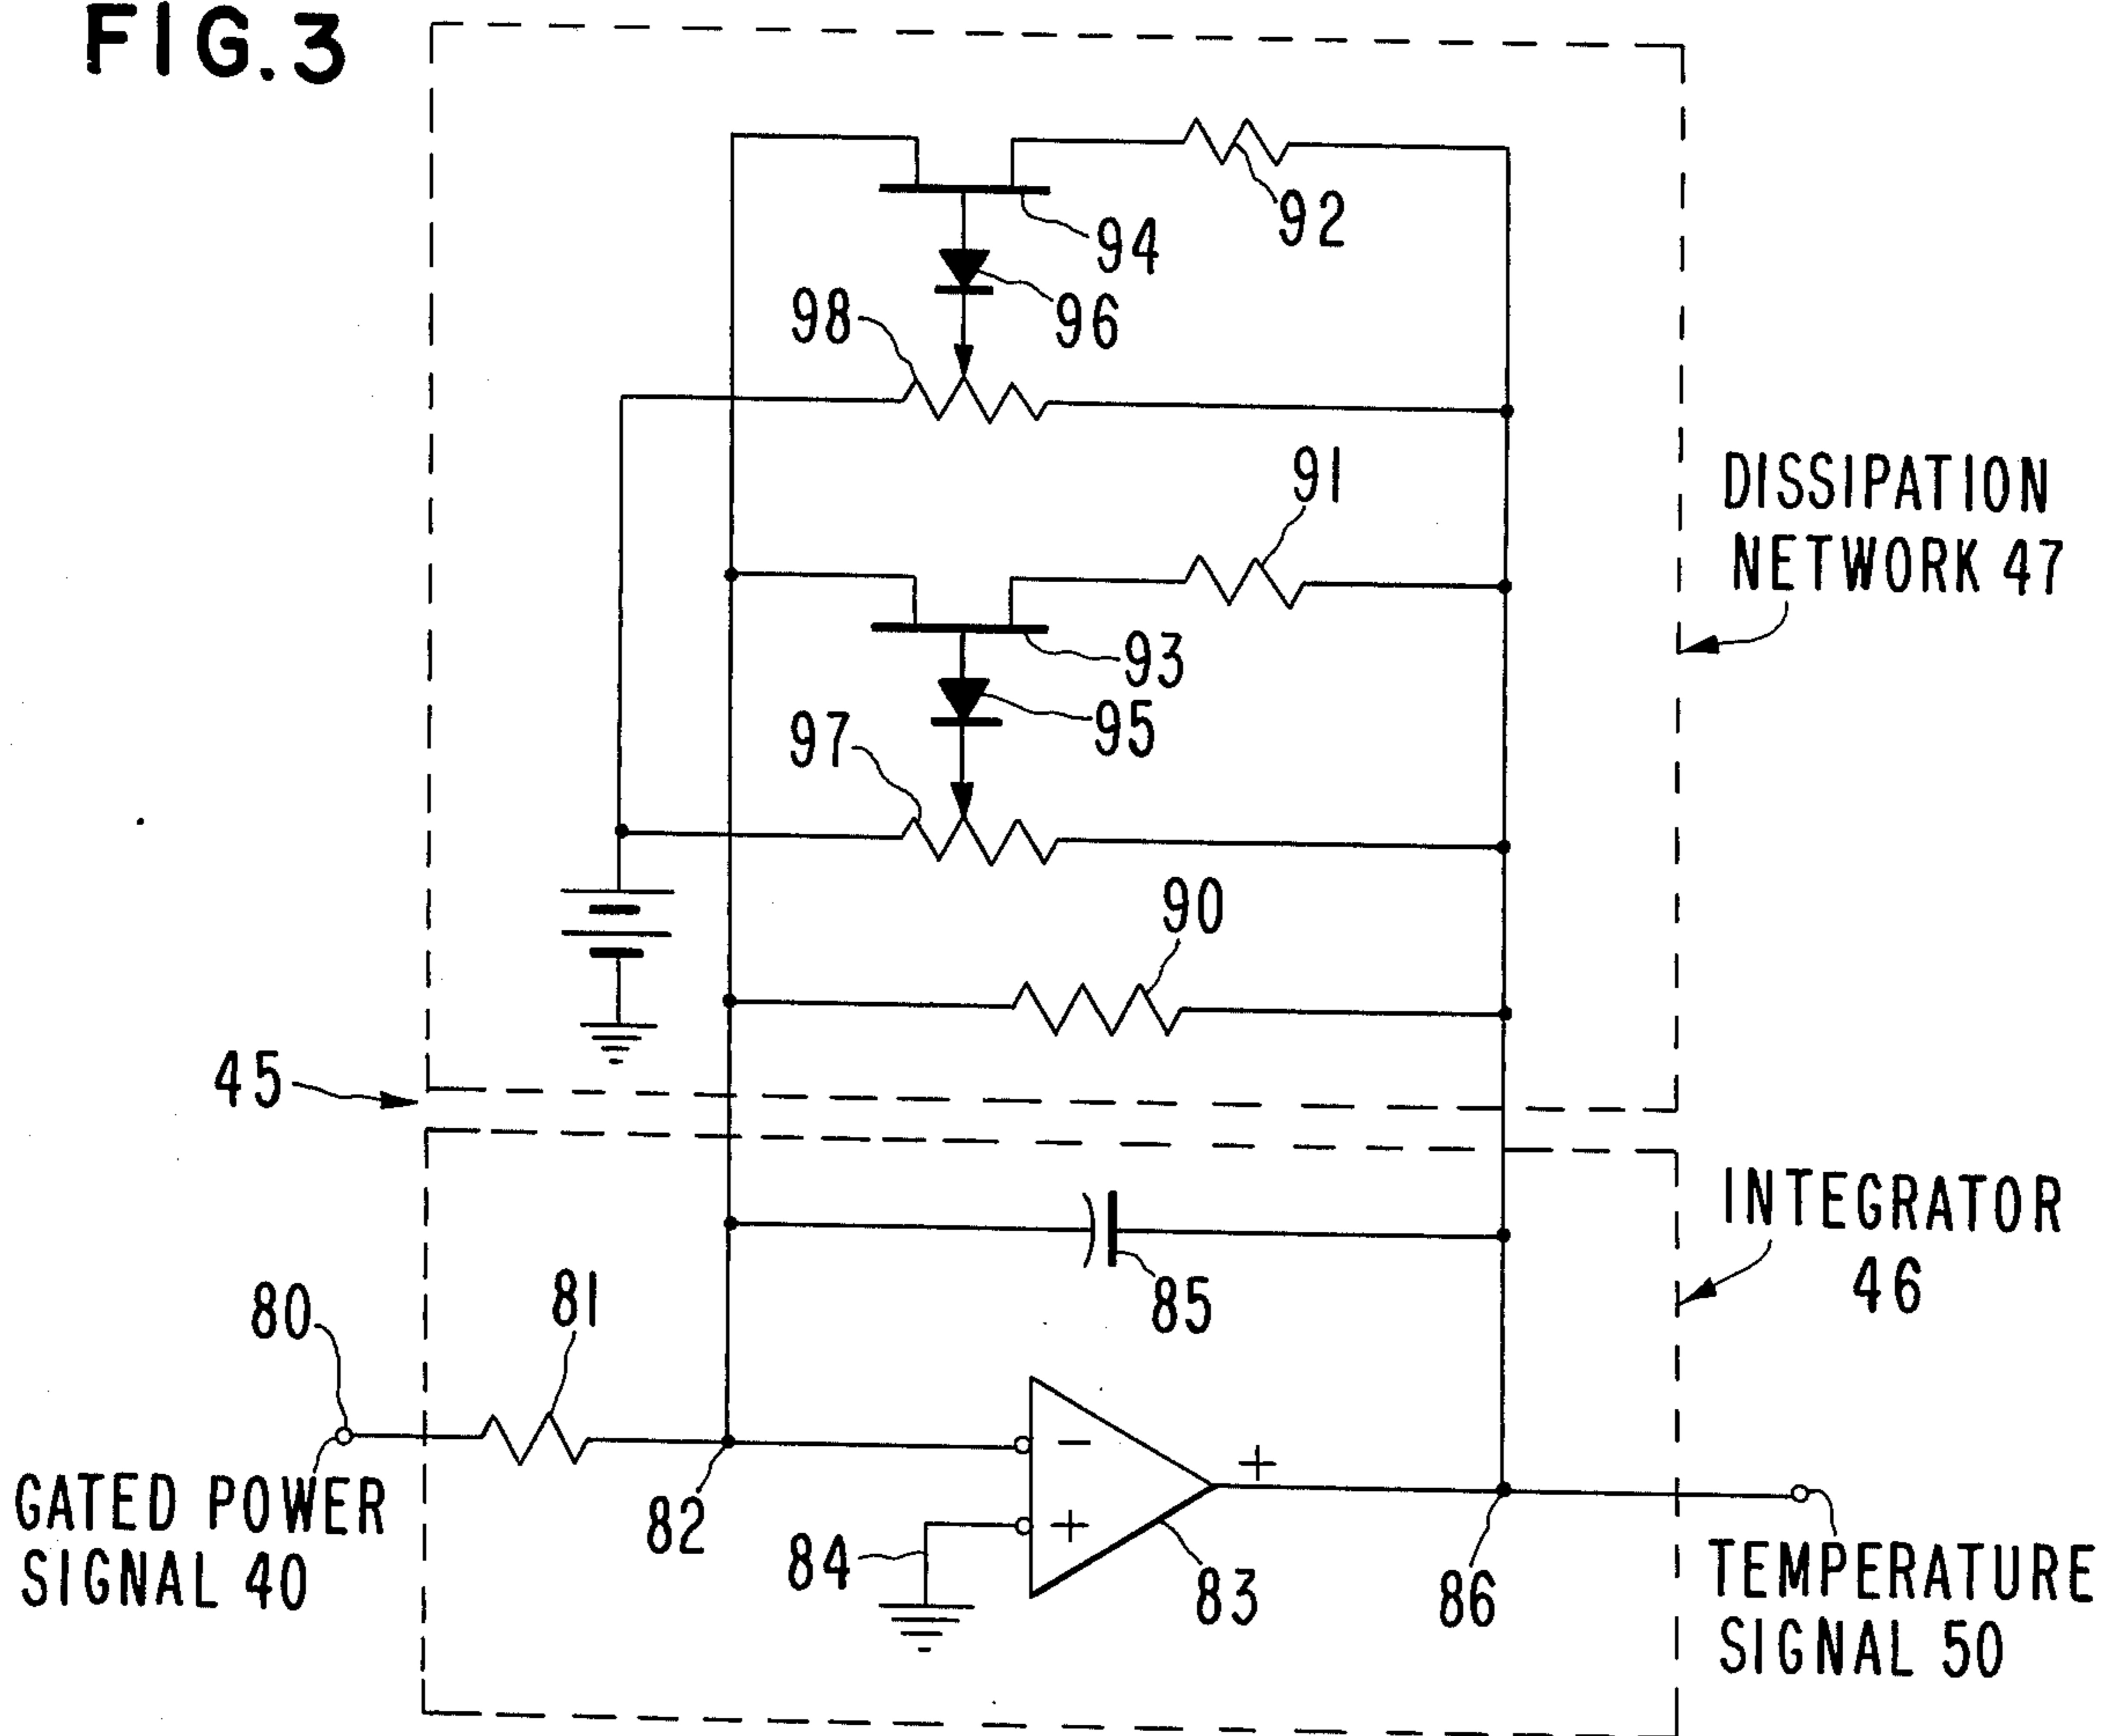 FIG.3
92
94
96
98
91
DISSIPATION
NETWORK 47
93
95
97
90
45
INTEGRATOR
46
85
80
81
−
+
+
GATED POWER
SIGNAL 40
82
84
83
86
TEMPERATURE
SIGNAL 50